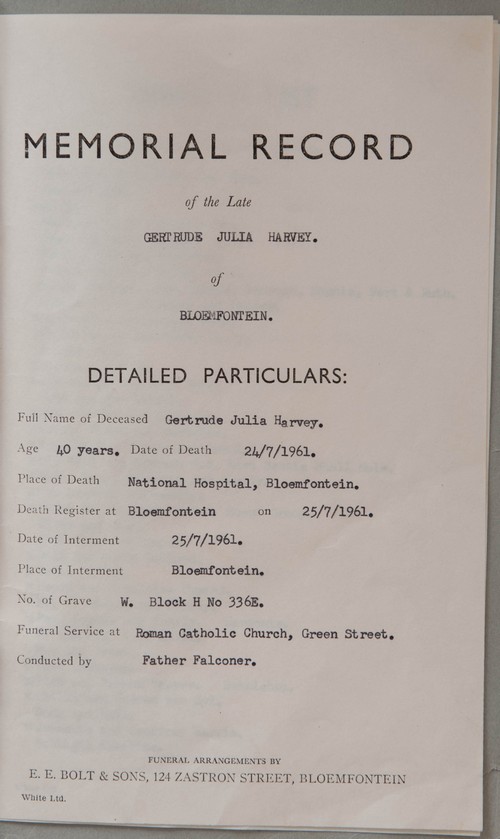 MEMORIAL RECORD
of the Late
GERTRUDE JULIA HARVEY.
of
BLOEMFONTEIN.
DETAILED PARTICULARS:
Full Name of Deceased Gertrude Julia Harvey.
Age 40 years. Date of Death 24/7/1961.
Place of Death National Hospital, Bloemfontein.
Death Register at Bloemfontein on 25/7/1961.
Date of Interment 25/7/1961.
Place of Interment Bloemfontein.
No. of Grave W. Block H No 336E.
Funeral Service at Roman Catholic Church, Green Street.
Conducted by Father Falconer.
FUNERAL ARRANGEMENTS BY
E. E. BOLT & SONS, 124 ZASTRON STREET, BLOEMFONTEIN
White Ltd.